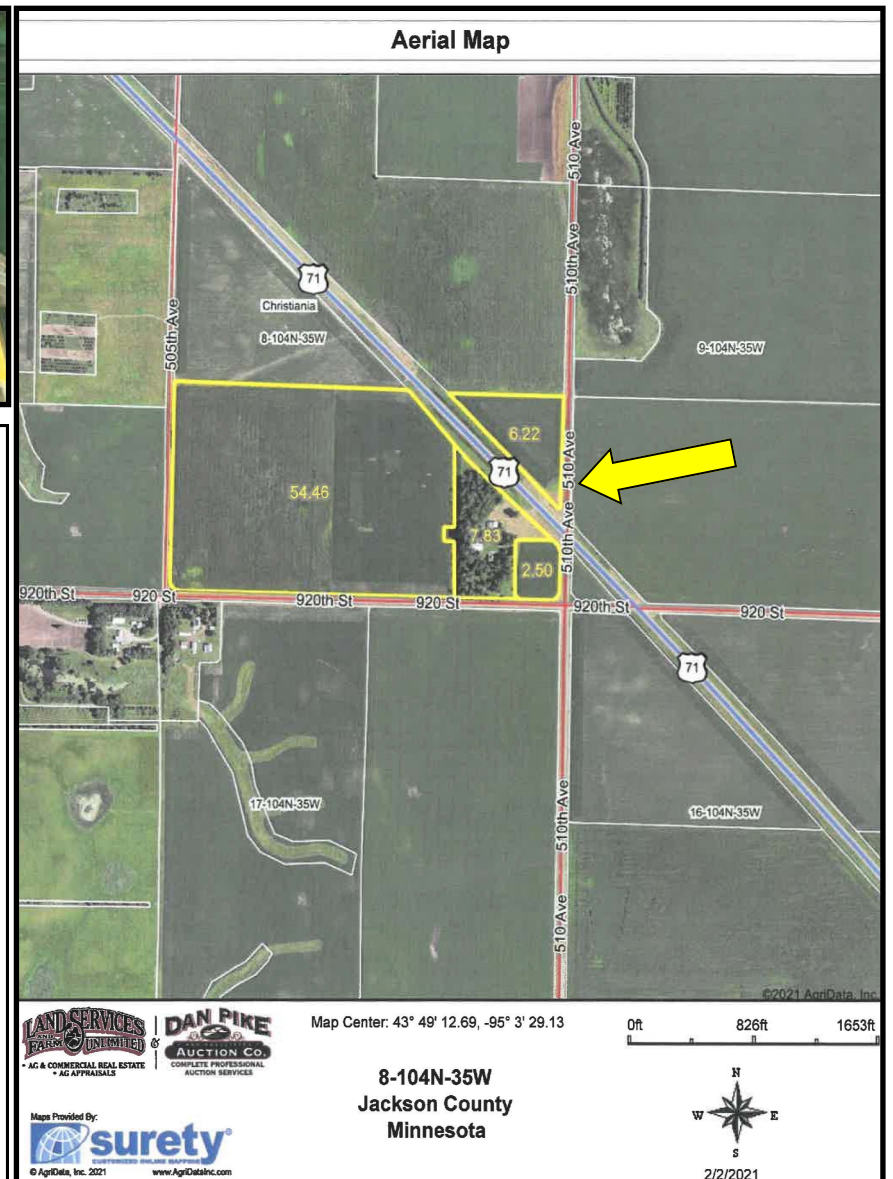 Aerial Map
510 Ave
71
510th Ave
Christiania
8-104N-35W
505th Ave
9-104N-35W
6.22
510 Ave
71
54.46
7.83
510th Ave
2.50
920th St
920 St
920th St
920 St
920th St
920 St
71
17-104N-35W
510th Ave
16-104N-35W
510 Ave
©2021 AgriData, Inc.
LAND SERVICES
AND
FARM UNLIMITED
&
• AG & COMMERCIAL REAL ESTATE
• AG APPRAISALS
DAN PIKE
AUCTION CO.
COMPLETE PROFESSIONAL
AUCTION SERVICES
Map Center: 43° 49' 12.69, -95° 3' 29.13
0ft 826ft 1653ft
8-104N-35W
Jackson County
Minnesota
N
W E
S
2/2/2021
Maps Provided By:
surety®
CUSTOMIZED ONLINE MAPPING
© AgriData, Inc. 2021 www.AgriDataInc.com